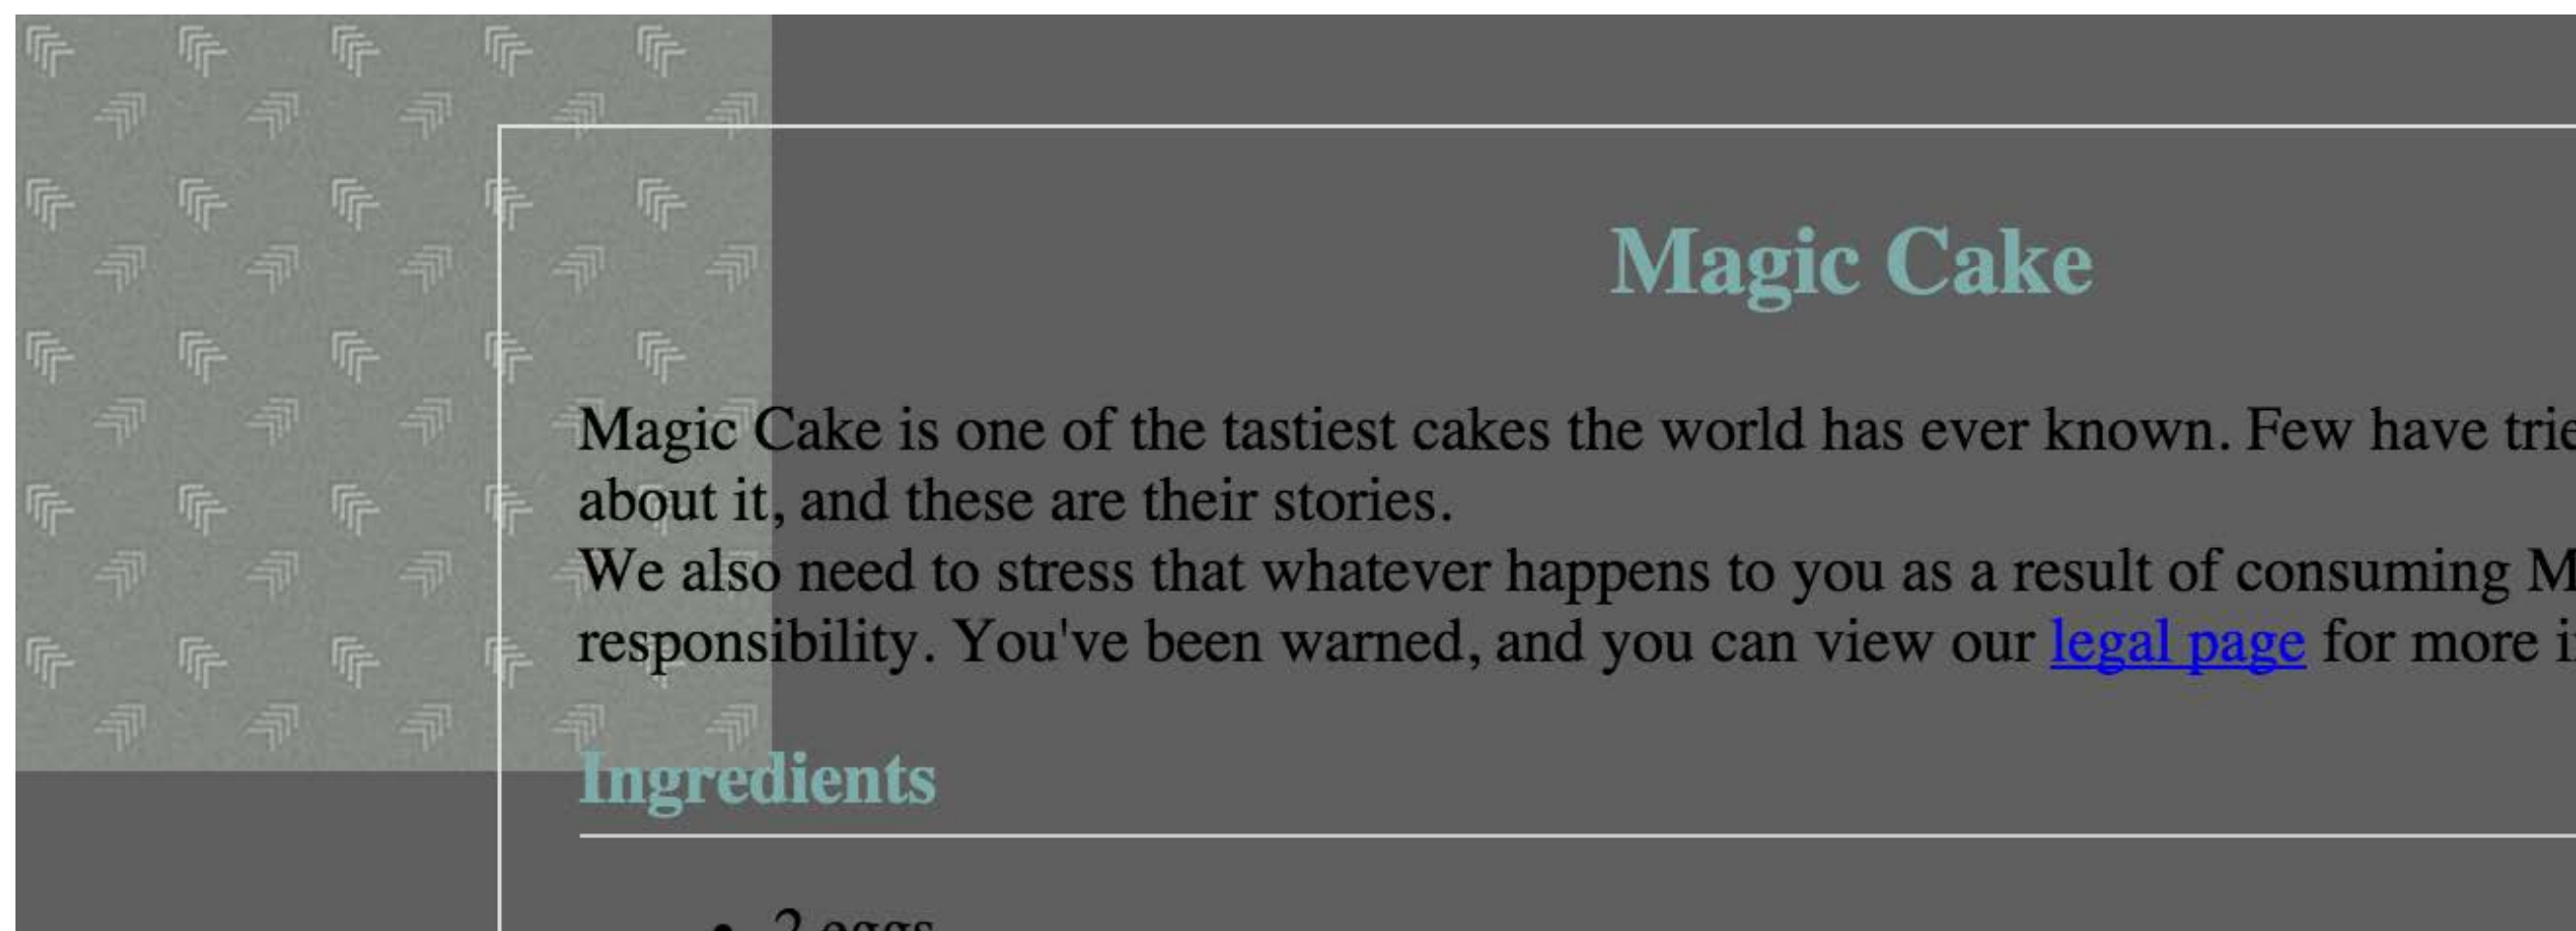 Magic Cake
Magic Cake is one of the tastiest cakes the world has ever known. Few have
about it, and these are their stories.
We also need to stress that whatever happens to you as a result of consuming
responsibility. You've been warned, and you can view our legal page for more
Ingredients
2 eggs